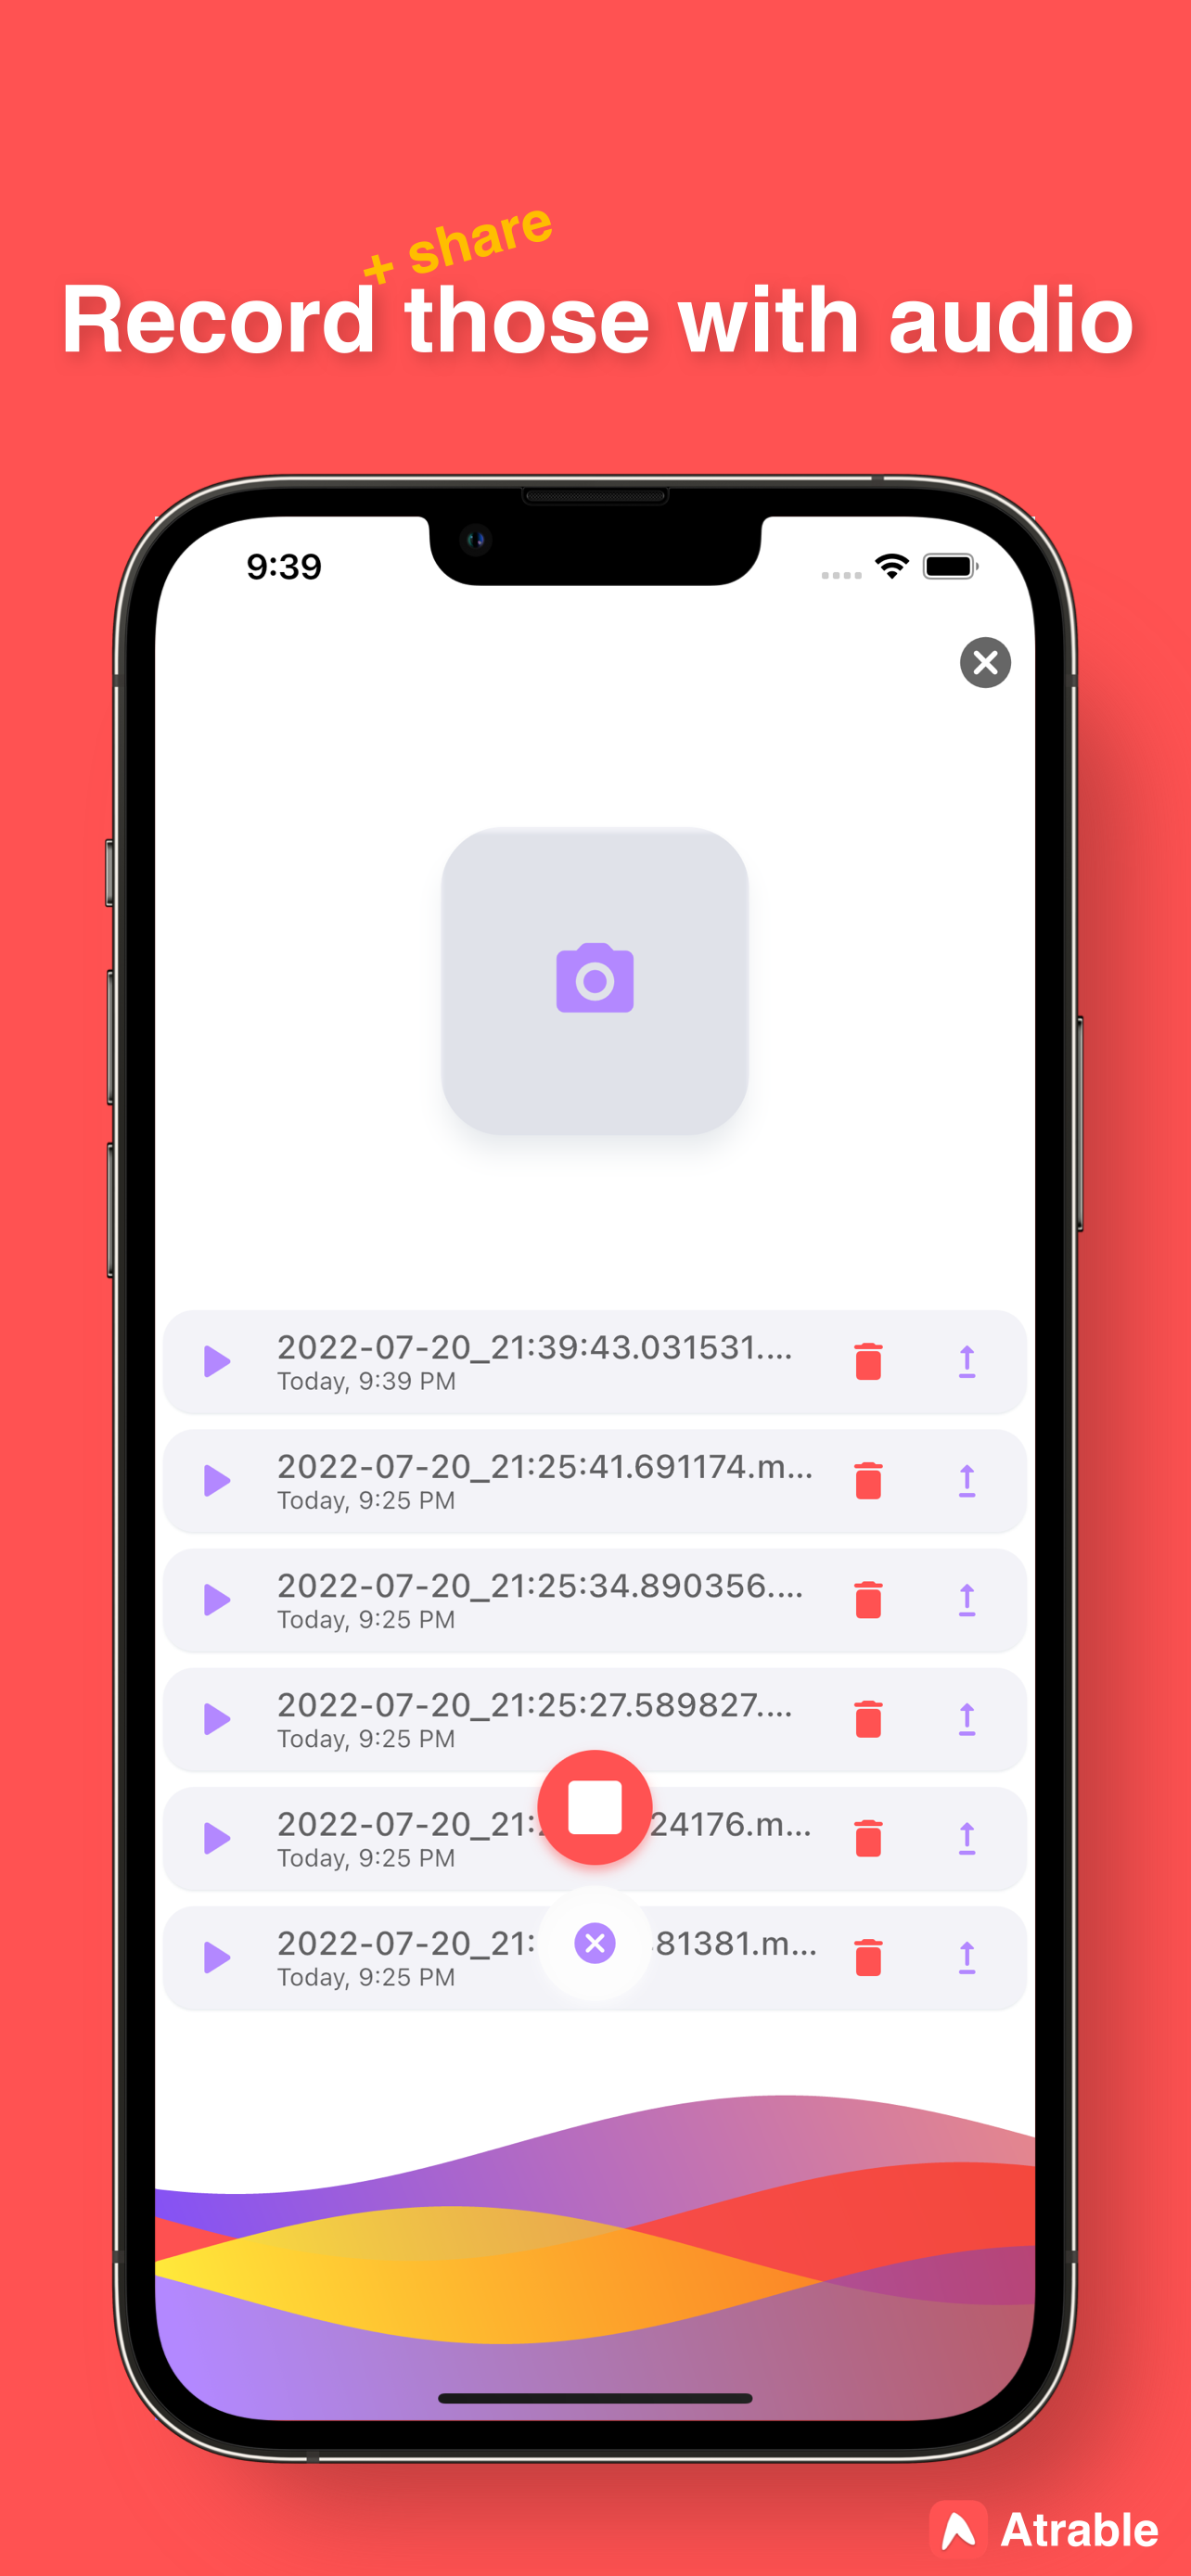 + share
Record those with audio
9:39
2022-07-20_21:39:43.031531....
Today, 9:39 PM
2022-07-20_21:25:41.691174.m...
Today, 9:25 PM
2022-07-20_21:25:34.890356....
Today, 9:25 PM
2022-07-20_21:25:27.589827....
Today, 9:25 PM
2022-07-20_21:2 24176.m...
Today, 9:25 PM
2022-07-20_21: 81381.m...
Today, 9:25 PM
Atrable